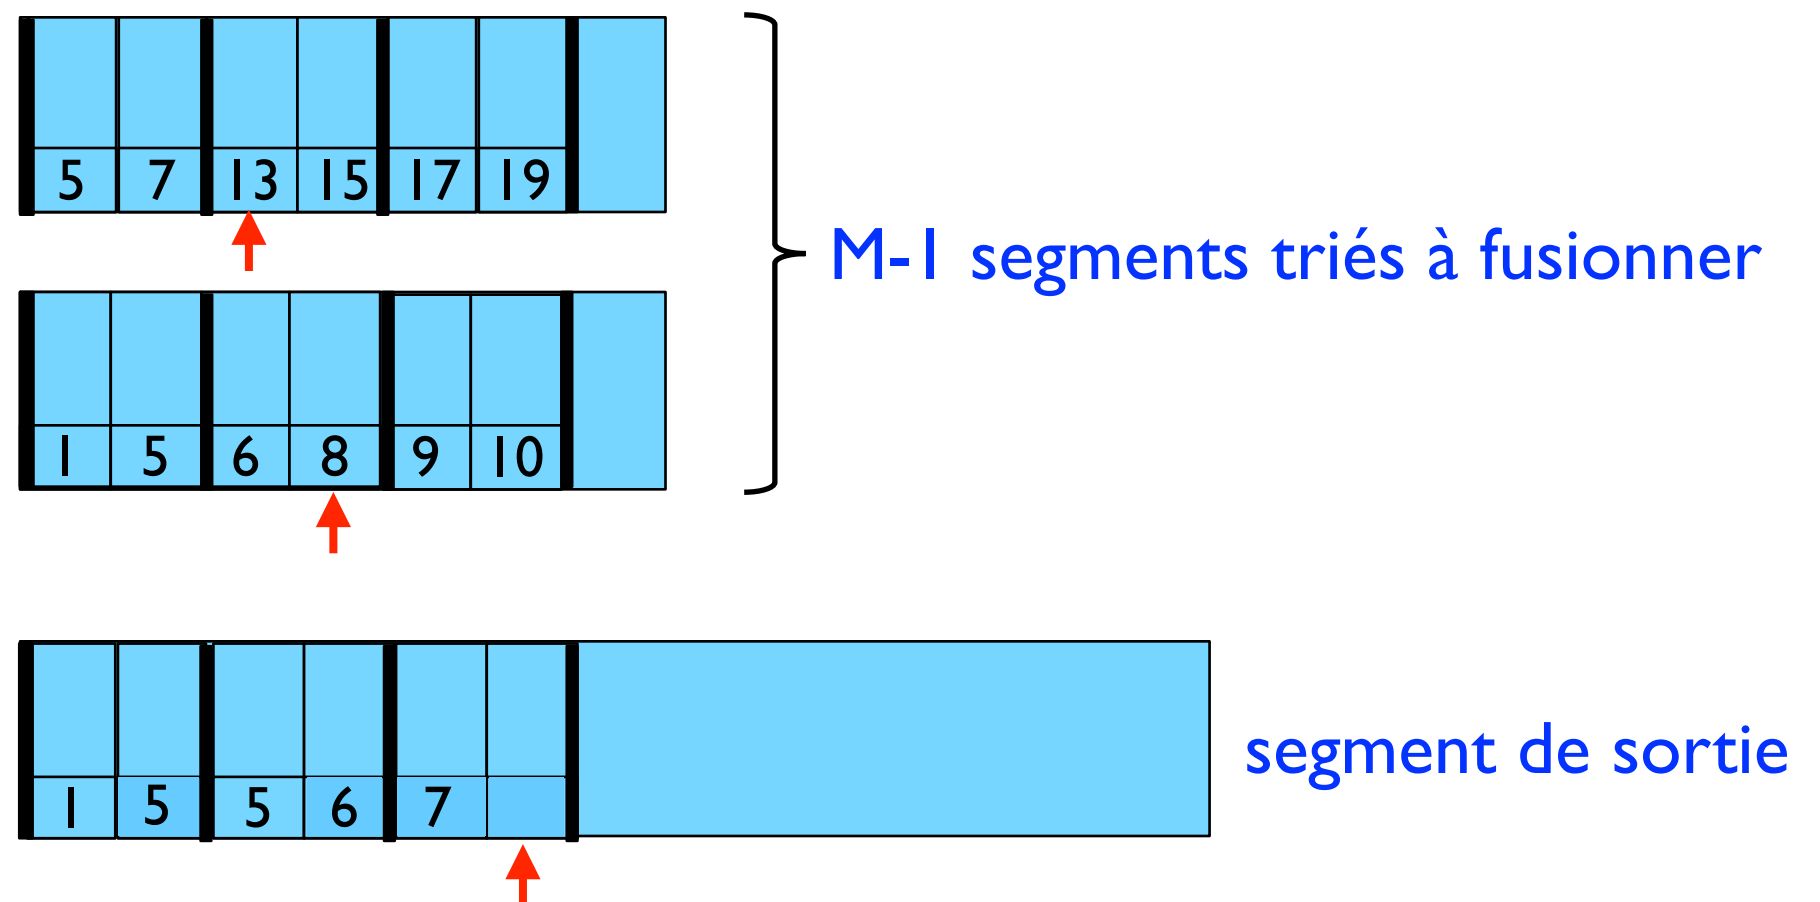 5 7 13 15 17 19
M-1 segments triés à fusionner
1 5 6 8 9 10
1 5 5 6 7
segment de sortie